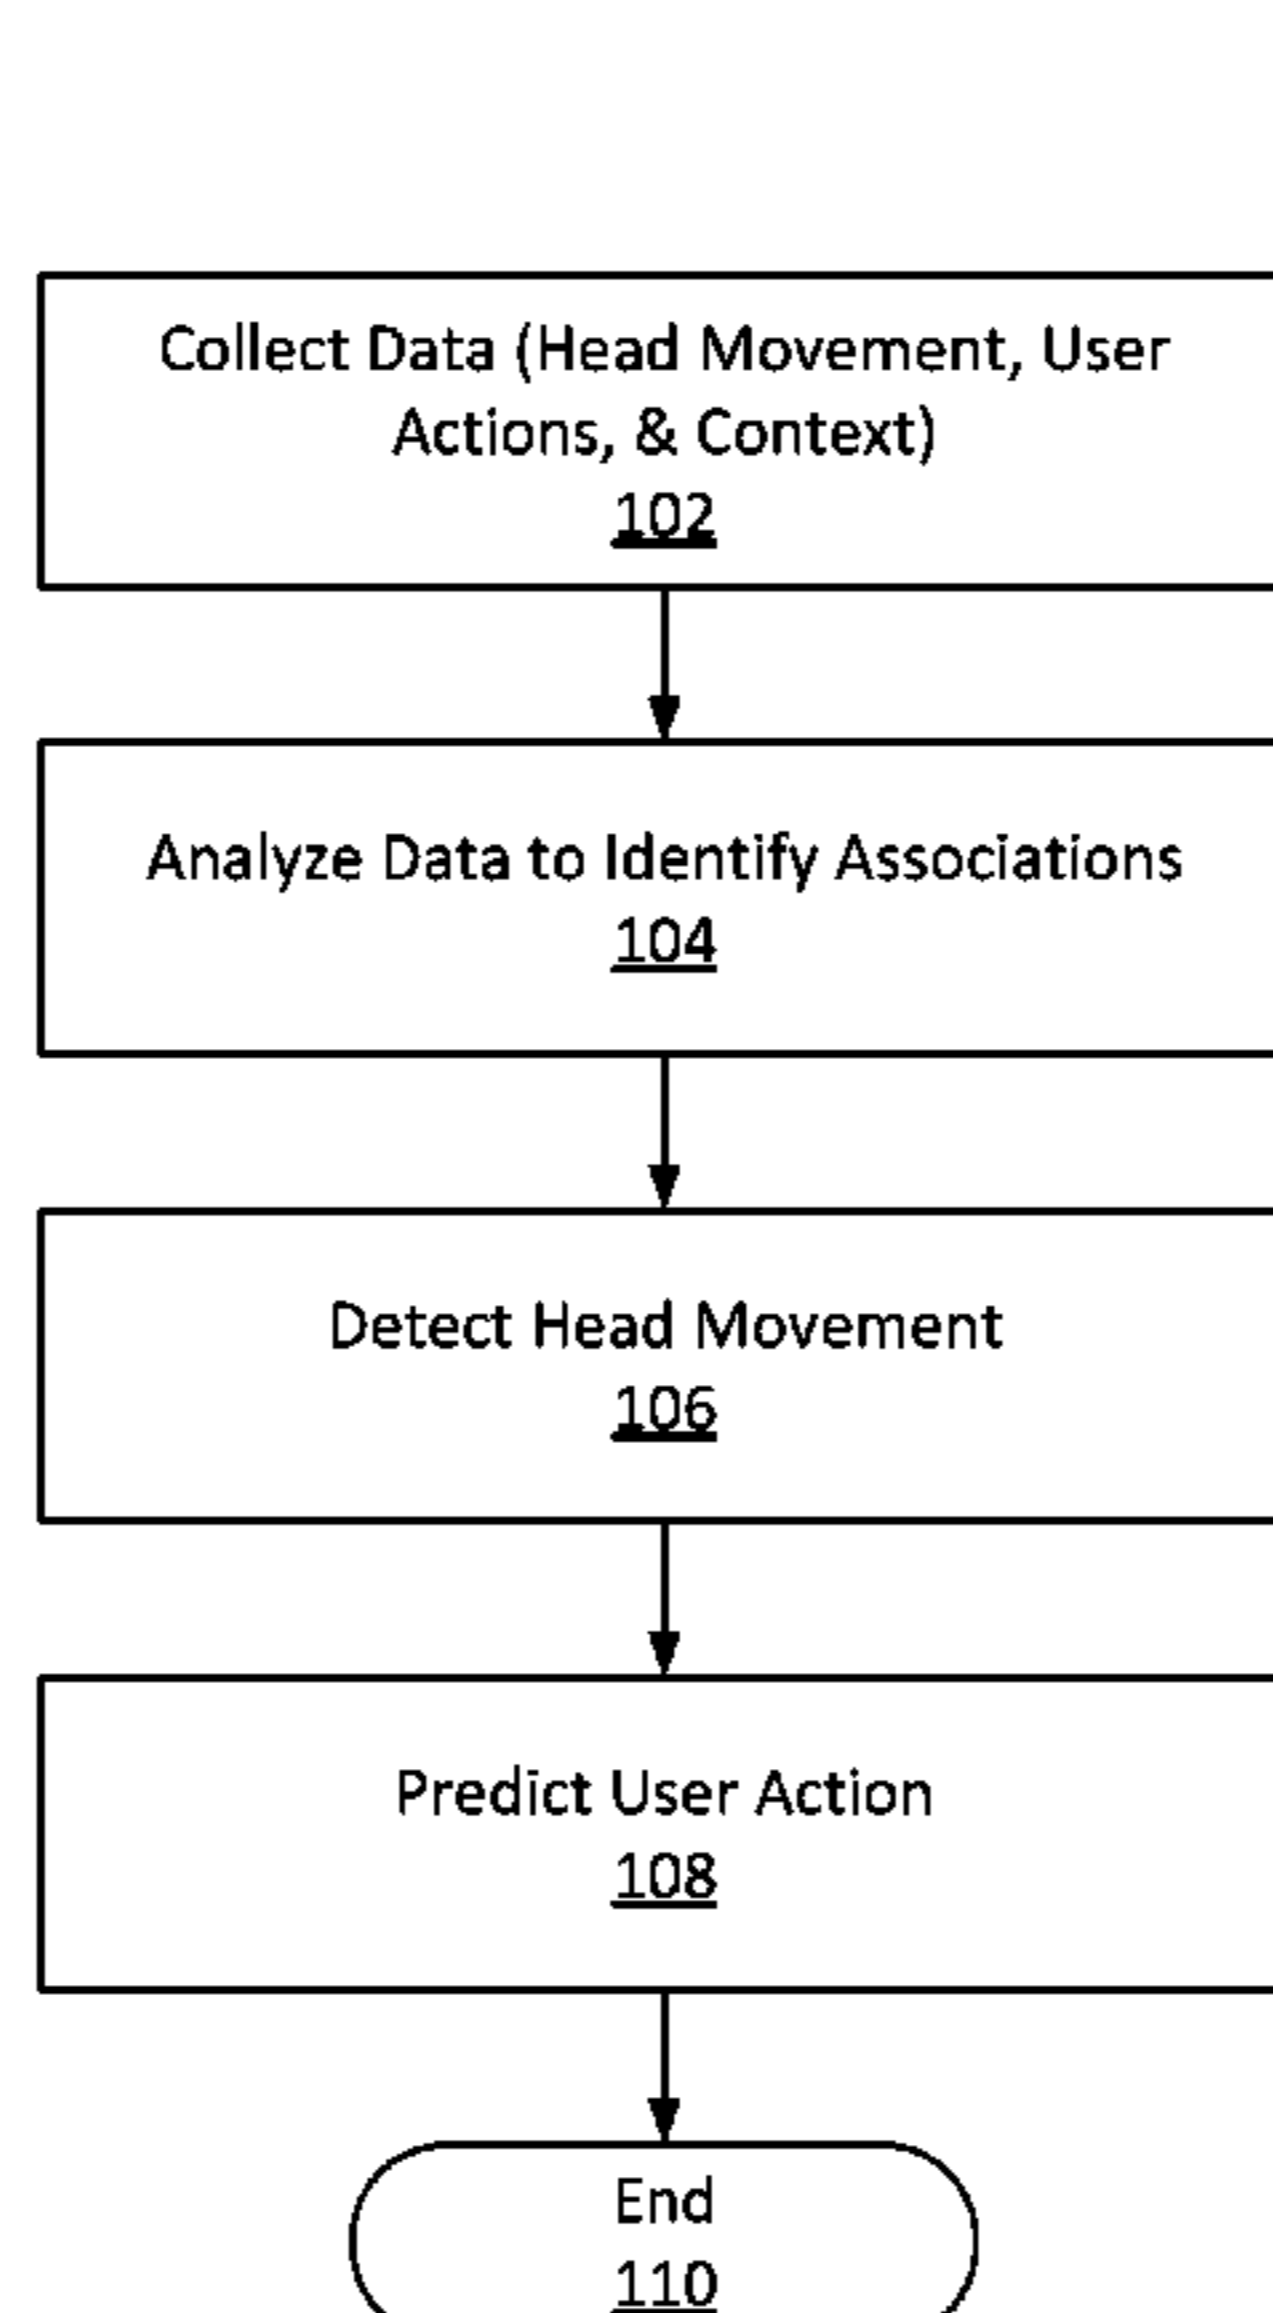 Collect Data (Head Movement, User
Actions, & Context)
102
Analyze Data to Identify Associations
104
Detect Head Movement
106
Predict User Action
108
End
110